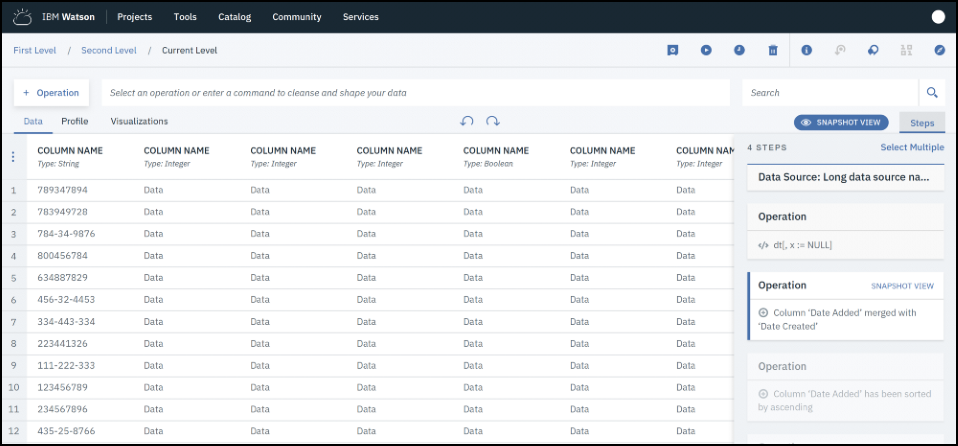 IBM Watson Projects Tools Catalog Community Services
First Level / Second Level / Current Level
+ Operation Select an operation or enter a command to cleanse and shape your data Search
Data Profile Visualizations SNAPSHOT VIEW Steps
COLUMN NAME COLUMN NAME COLUMN NAME COLUMN NAME COLUMN NAME COLUMN NAME COLUMN NAM
Type: String Type: Integer Type: Integer Type: Integer Type: Boolean Type: Integer Type: Integer
1 789347894 Data Data Data Data Data Data
2 783949728 Data Data Data Data Data Data
3 784-34-9876 Data Data Data Data Data Data
4 800456784 Data Data Data Data Data Data
5 634887829 Data Data Data Data Data Data
6 456-32-4453 Data Data Data Data Data Data
7 334-443-334 Data Data Data Data Data Data
8 223441326 Data Data Data Data Data Data
9 111-222-333 Data Data Data Data Data Data
10 123456789 Data Data Data Data Data Data
11 234567896 Data Data Data Data Data Data
12 435-25-8766 Data Data Data Data Data Data
4 STEPS Select Multiple
Data Source: Long data source na...
Operation
</> dt[, x := NULL]
Operation SNAPSHOT VIEW
Column 'Date Added' merged with
'Date Created'
Operation
Column 'Date Added' has been sorted
by ascending